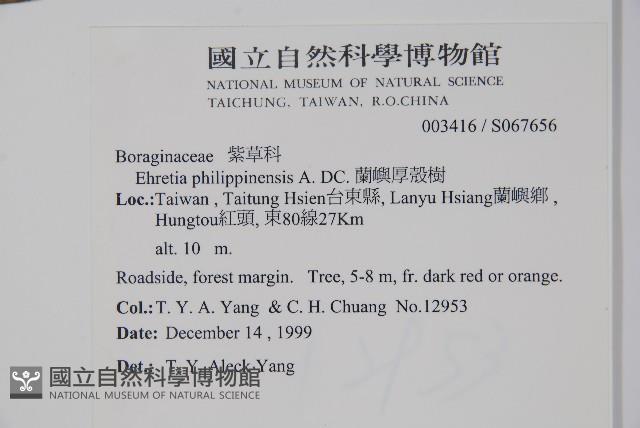 國立自然科學博物館
NATIONAL MUSEUM OF NATURAL SCIENCE
TAICHUNG, TAIWAN, R.O.CHINA
003416 / S067656
Boraginaceae 紫草科
Ehretia philippinensis A. DC. 蘭嶼厚殼樹
Loc.:Taiwan , Taitung Hsien台東縣, Lanyu Hsiang蘭嶼鄉 ,
Hungtou紅頭, 東80線27Km
alt. 10 m.
Roadside, forest margin. Tree, 5-8 m, fr. dark red or orange.
Col.: T. Y. A. Yang & C. H. Chuang No.12953
Date: December 14 , 1999
Det.: T. Y. Aleck Yang
國立自然科學博物館
NATIONAL MUSEUM OF NATURAL SCIENCE